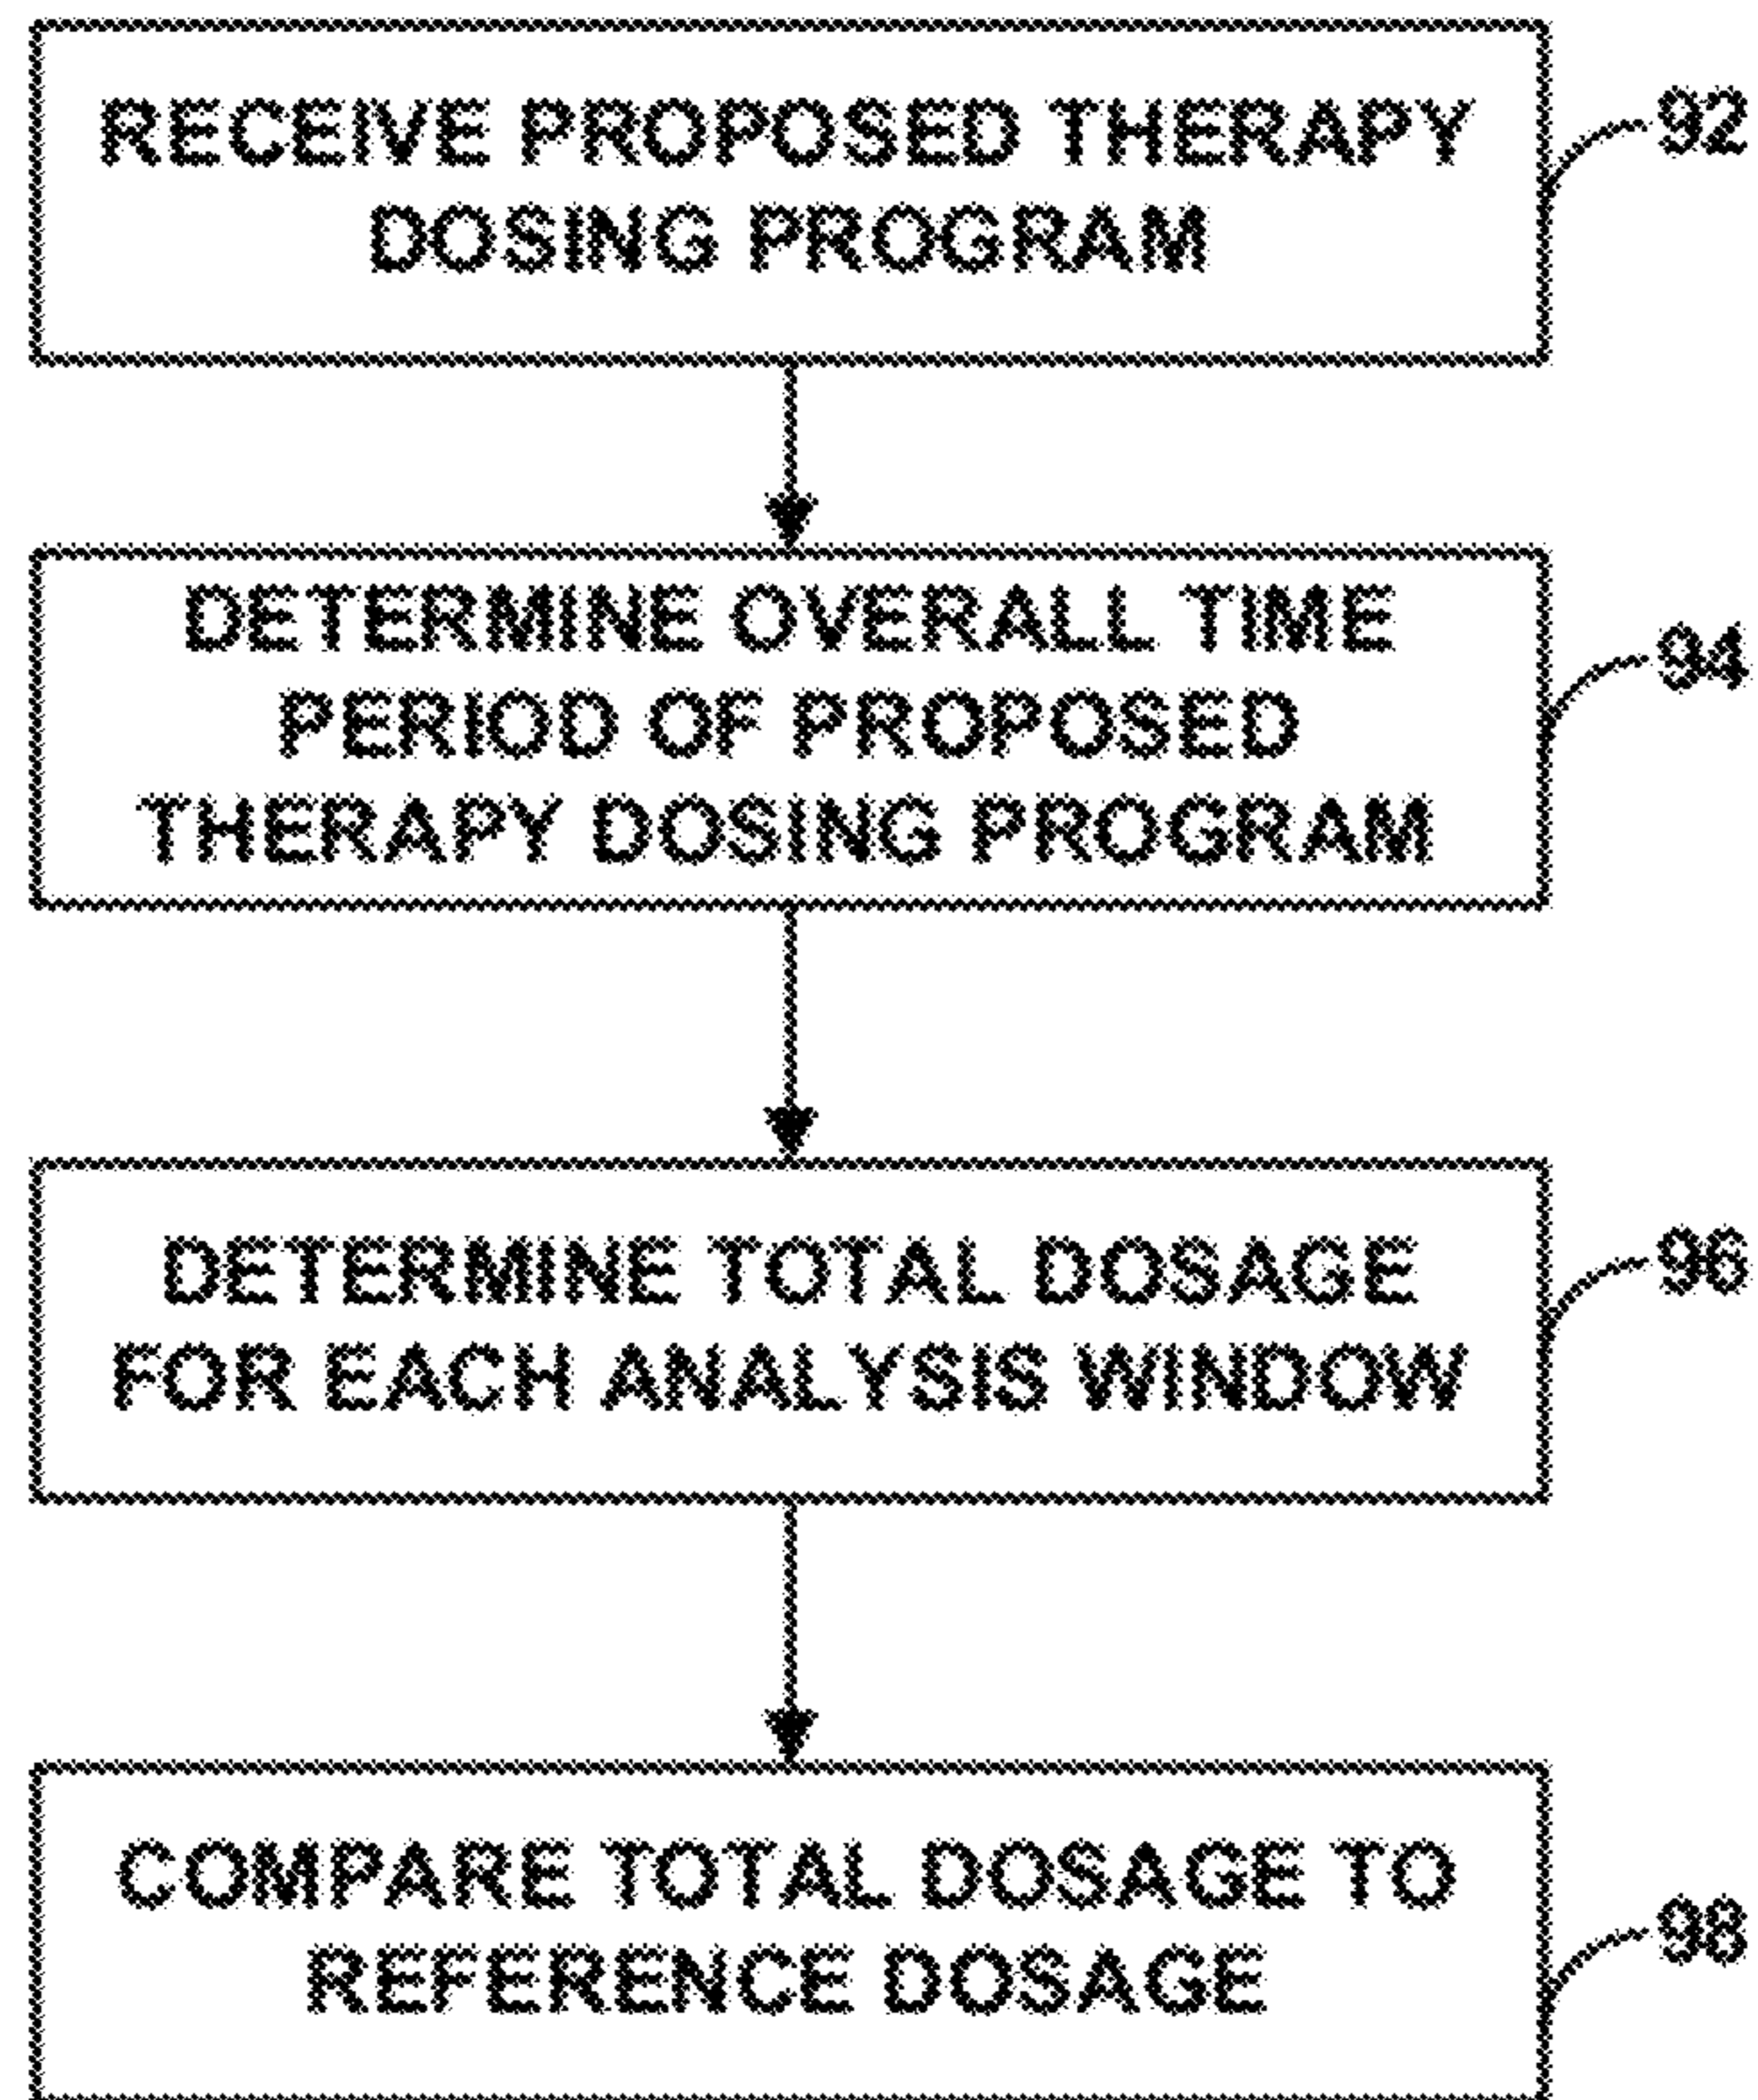 RECEIVE PROPOSED THERAPY
DOSING PROGRAM
92
DETERMINE OVERALL TIME
PERIOD OF PROPOSED
THERAPY DOSING PROGRAM
94
DETERMINE TOTAL DOSAGE
FOR EACH ANALYSIS WINDOW
96
COMPARE TOTAL DOSAGE TO
REFERENCE DOSAGE
98